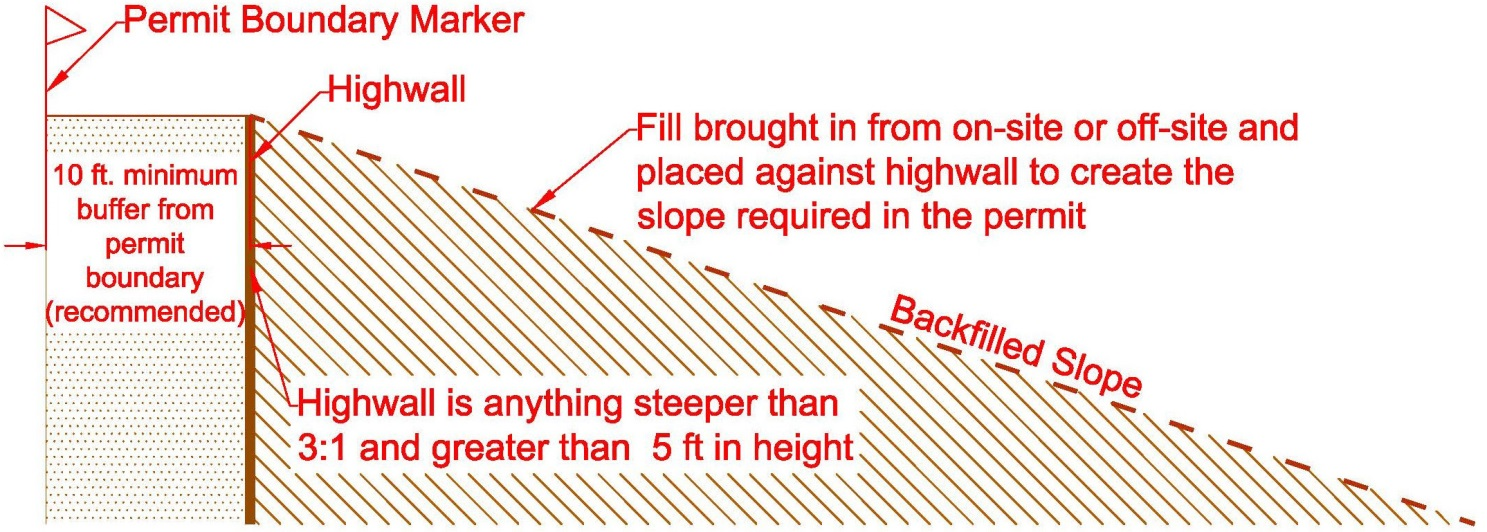 Permit Boundary Marker
Highwall
Fill brought in from on-site or off-site and
placed against highwall to create the
slope required in the permit
10 ft. minimum
buffer from
permit
boundary
(recommended)
Backfilled Slope
Highwall is anything steeper than
3:1 and greater than 5 ft in height